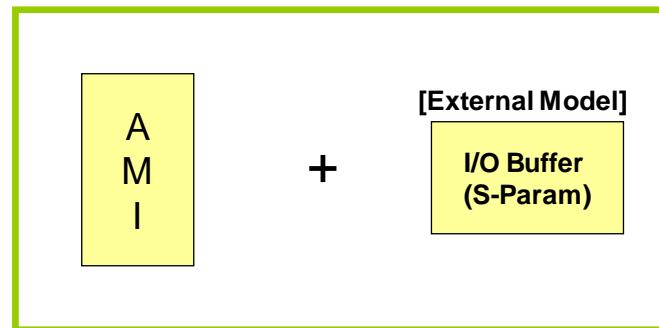 A
M
I
+
[External Model]
I/O Buffer
(S-Param)